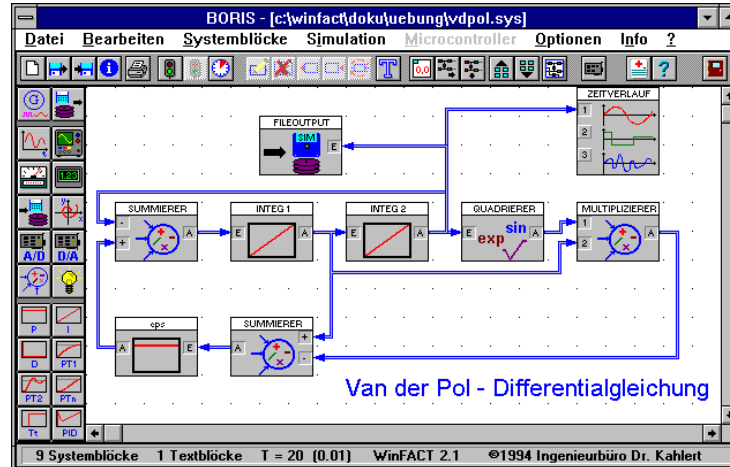 BORIS - [c:\winfact\doku\uebung\vdpol.sys]
Datei Bearbeiten Systemblöcke Simulation Microcontroller Optionen Info ?
T 0,0 ?
G
ZEITVERLAUF
1
2
3
FILEOUTPUT
SIM
E
t
1.23
SUMMIERER INTEG 1 INTEG 2 QUADRIERER MULTIPLIZIERER
- + A E A E A E exp sin A 1 2 A
A/D D/A
T
P I
eps SUMMIERER
A E A + -
D PT1
PT2 PTn
Van der Pol - Differentialgleichung
Tt PID
9 Systemblöcke 1 Textblöcke T = 20 (0.01) WinFACT 2.1 ©1994 Ingenieurbüro Dr. Kahlert